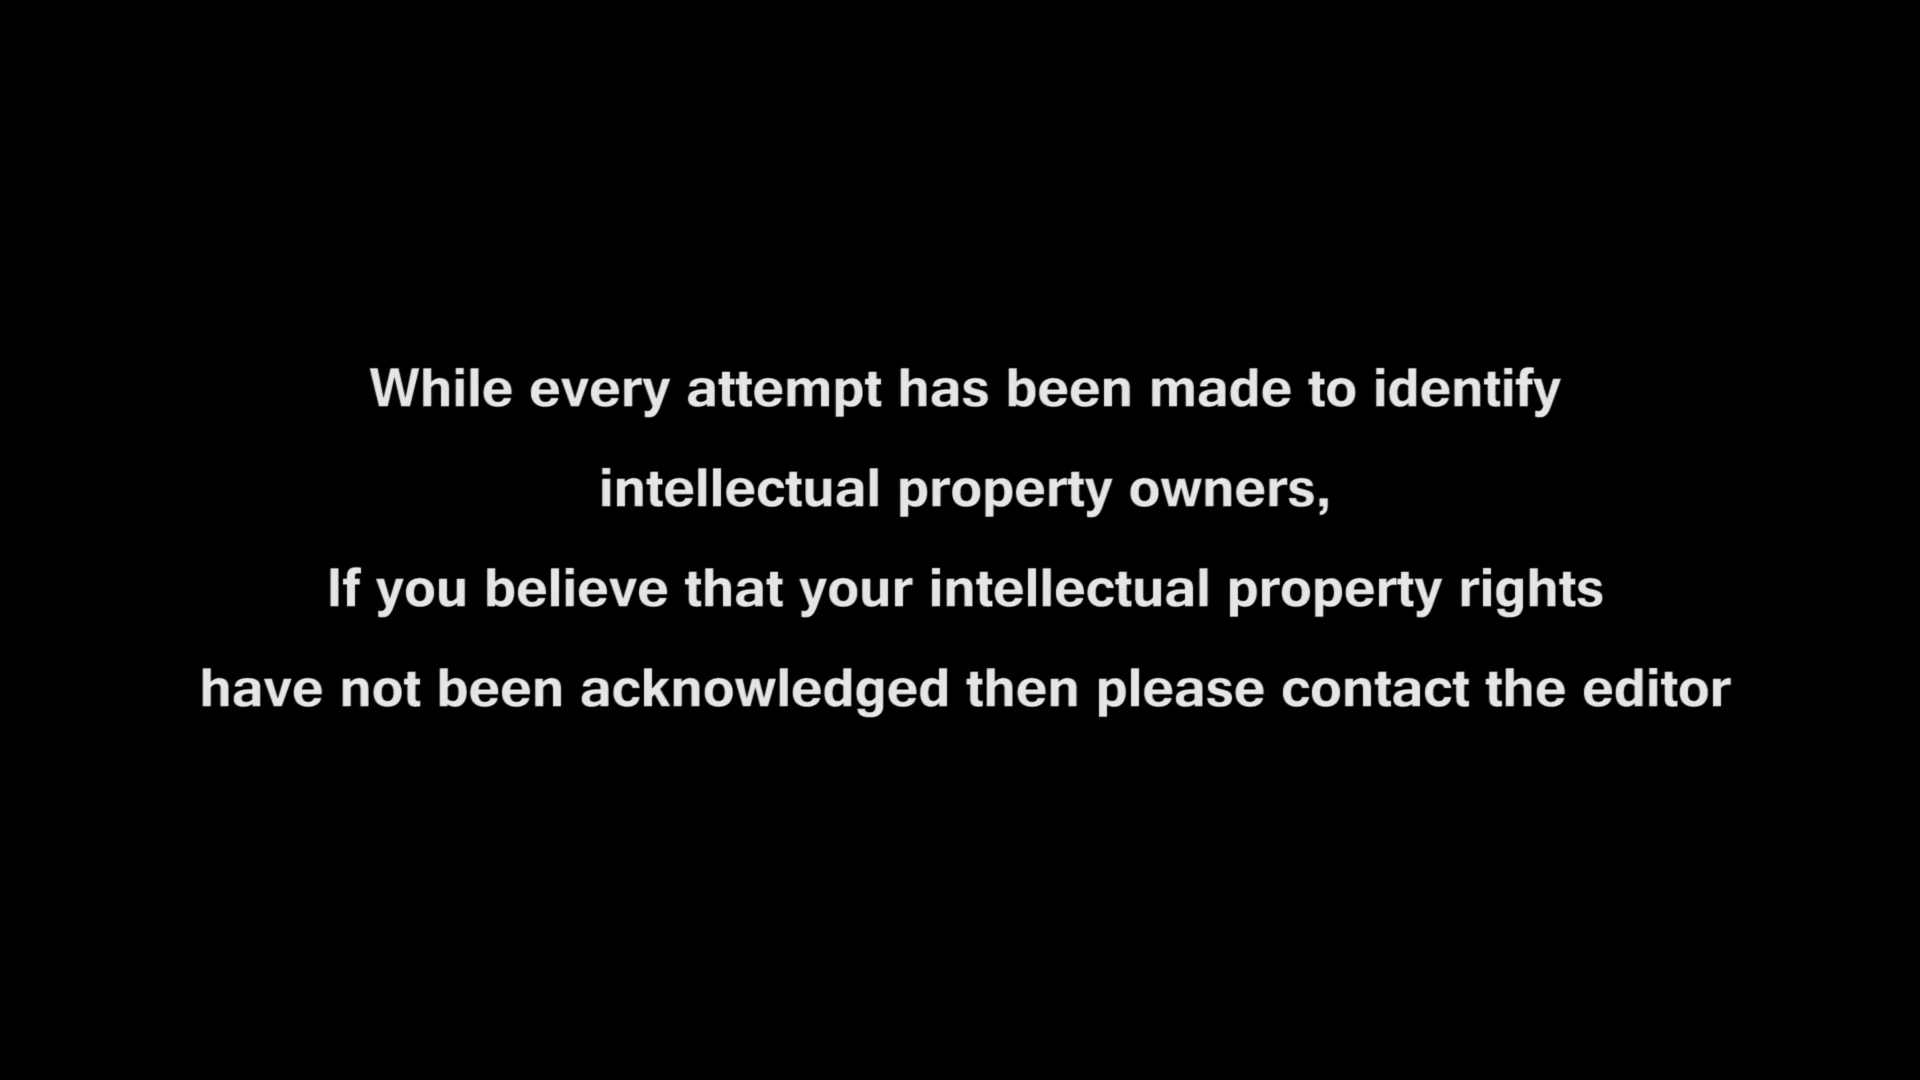 While every attempt has been made to identify
intellectual property owners,
If you believe that your intellectual property rights
have not been acknowledged then please contact the editor